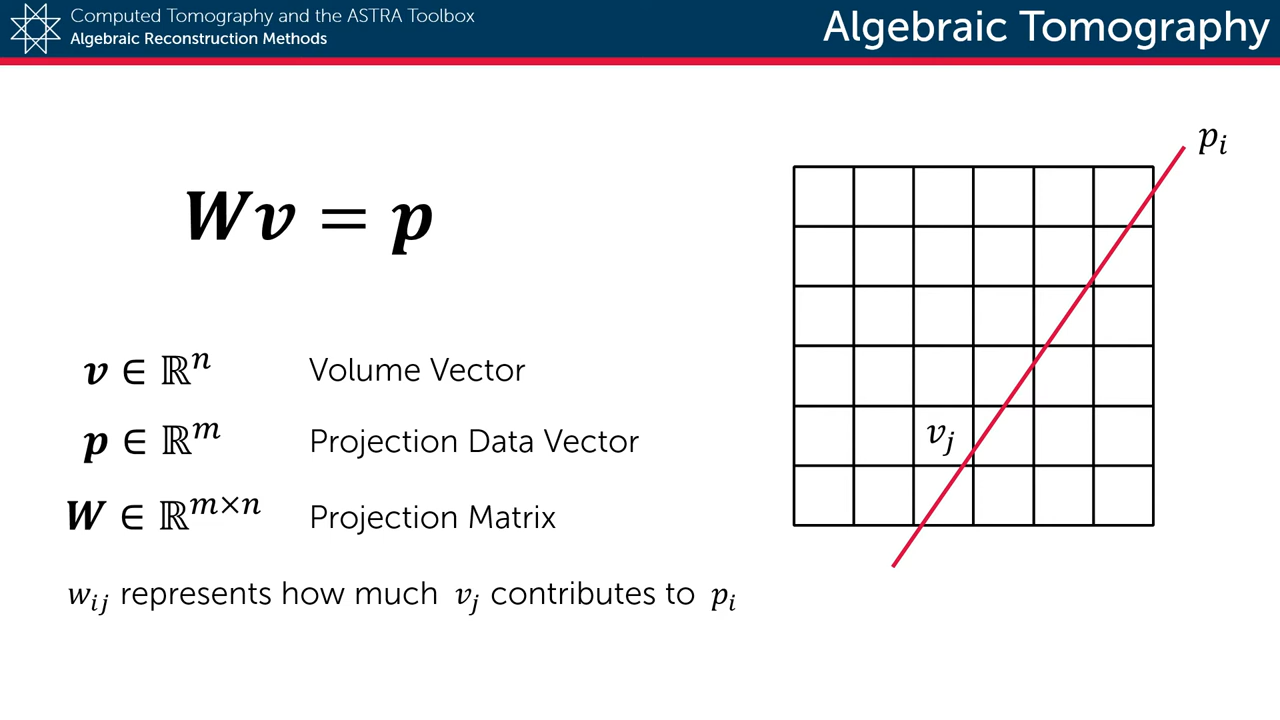 Computed Tomography and the ASTRA Toolbox
Algebraic Reconstruction Methods
Algebraic Tomography
Wv = p
v ∈ ℝⁿ Volume Vector
p ∈ ℝᵐ Projection Data Vector
W ∈ ℝᵐˣⁿ Projection Matrix
wᵢⱼ represents how much vⱼ contributes to pᵢ
pᵢ
vⱼ